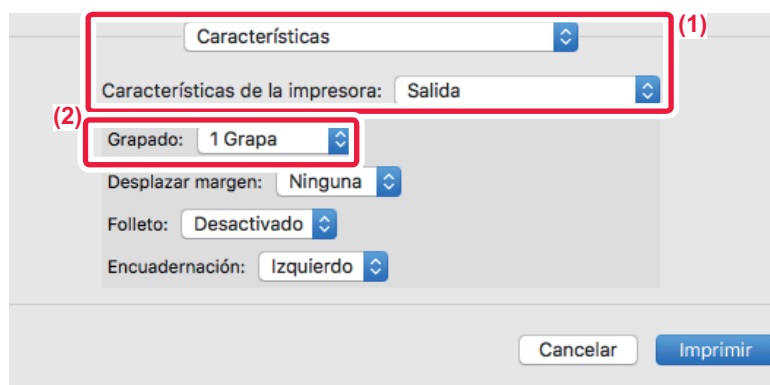 Características
(1)
Características de la impresora: Salida
(2)
Grapado: 1 Grapa
Desplazar margen: Ninguna
Folleto: Desactivado
Encuadernación: Izquierdo
Cancelar Imprimir